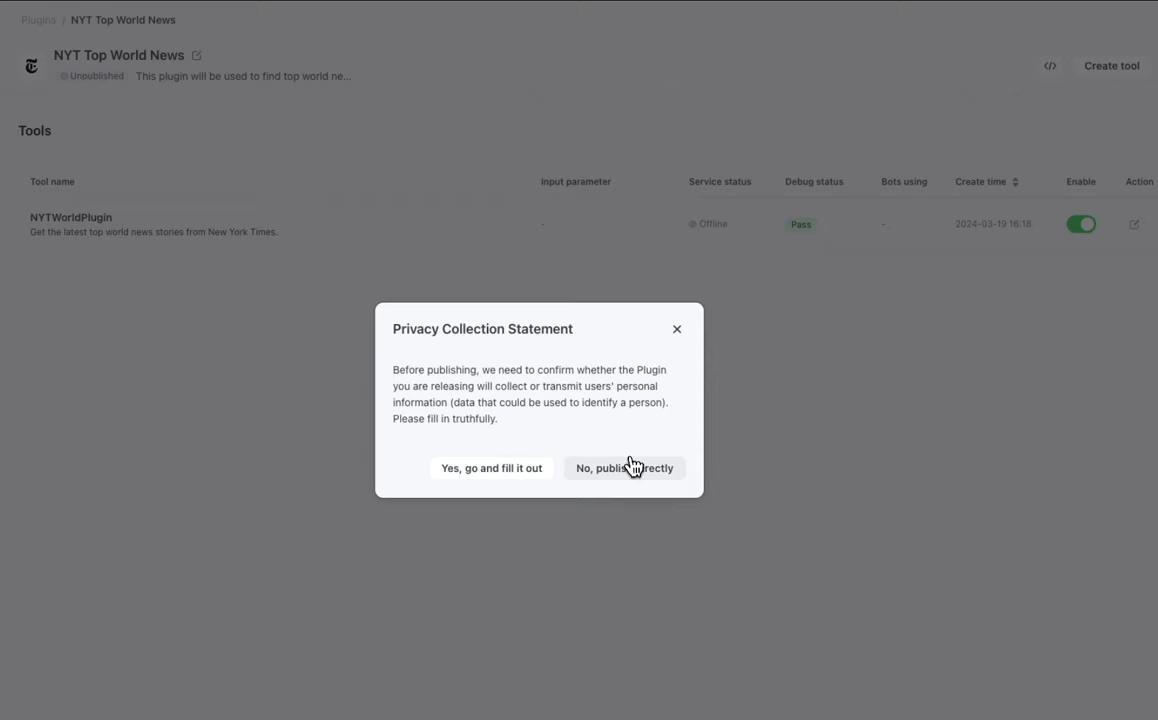 Plugins / NYT Top World News
NYT Top World News
Unpublished This plugin will be used to find top world ne...
</> Create tool
Tools
Tool name Input parameter Service status Debug status Bots using Create time Enable Action
NYTWorldPlugin
- Offline Pass - 2024-03-19 16:18
Get the latest top world news stories from New York Times.
Privacy Collection Statement
Before publishing, we need to confirm whether the Plugin
you are releasing will collect or transmit users' personal
information (data that could be used to identify a person).
Please fill in truthfully.
Yes, go and fill it out No, publish directly